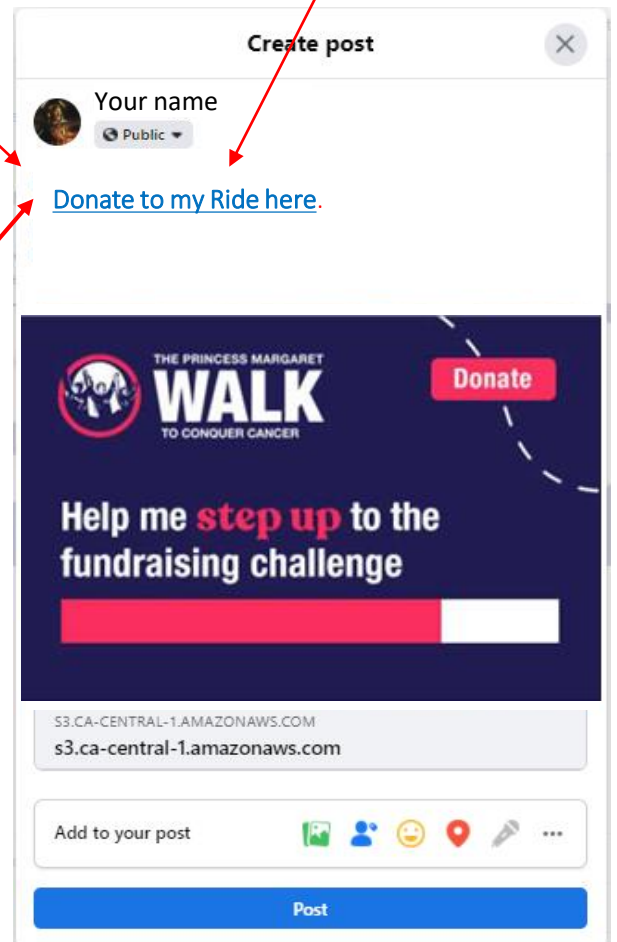 Create post
Your name
Public
Donate to my Ride here.
THE PRINCESS MARGARET
WALK
TO CONQUER CANCER
Donate
Help me step up to the
fundraising challenge
S3.CA-CENTRAL-1.AMAZONAWS.COM
s3.ca-central-1.amazonaws.com
Add to your post
Post